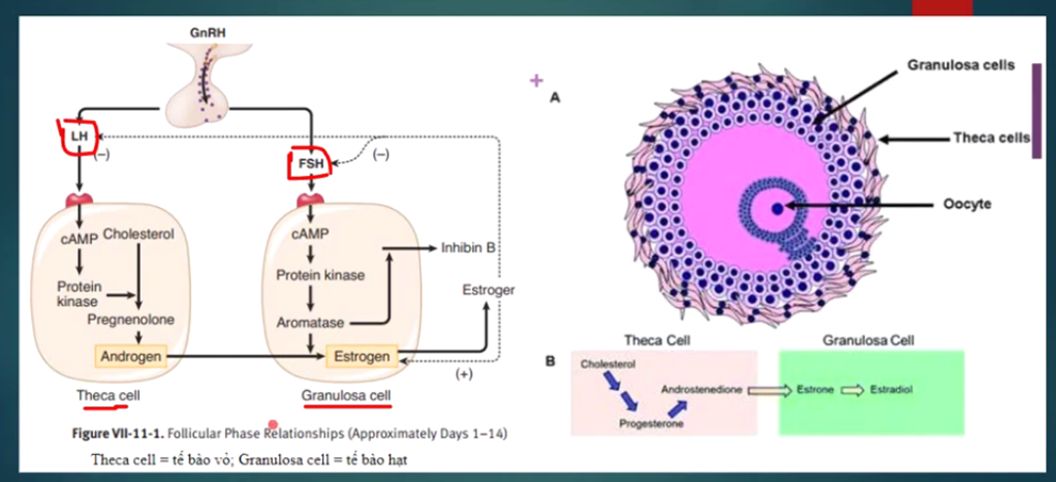 GnRH
LH
(–)
FSH
(–)
cAMP
Cholesterol
Protein
kinase
Pregnenolone
Androgen
Theca cell
cAMP
Protein kinase
Aromatase
Estrogen
Granulosa cell
Inhibin B
Estroger
(+)
Figure VII-11-1. Follicular Phase Relationships (Approximately Days 1–14)
Theca cell = tế bào vỏ; Granulosa cell = tế bào hạt
+
A
Granulosa cells
Theca cells
Oocyte
B
Theca Cell
Granulosa Cell
Cholesterol
Progesterone
Androstenedione
Estrone
Estradiol